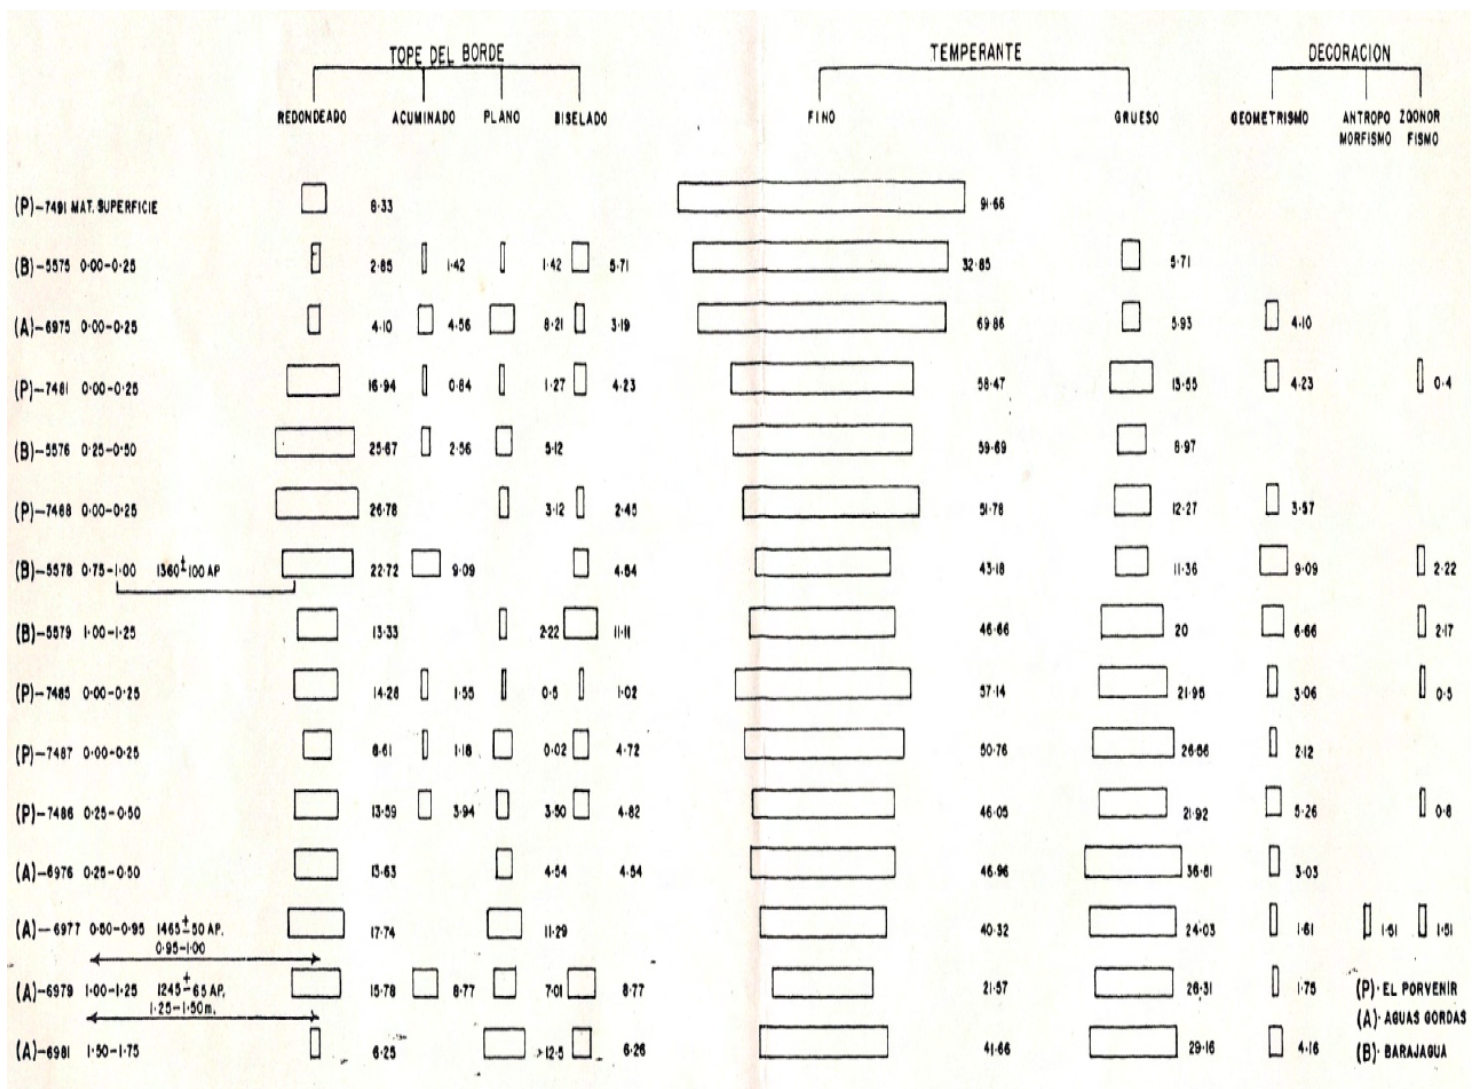 TOPE DEL BORDE TEMPERANTE DECORACION
REDONDEADO ACUMINADO PLANO BISELADO FINO GRUESO GEOMETRISMO ANTROPO ZOONOR
MORFISMO FISMO
(P)-7491 MAT. SUPERFICIE 8·33 91·66
(B)-5575 0·00-0·25 2·85 1·42 1·42 5·71 32·85 5·71
(A)-6975 0·00-0·25 4·10 4·56 8·21 3·19 69·86 5·93 4·10
(P)-7481 0·00-0·25 16·94 0·84 1·27 4·23 58·47 13·55 4·23 0·4
(B)-5576 0·25-0·50 25·67 2·56 5·12 59·69 8·97
(P)-7488 0·00-0·25 26·78 3·12 2·45 51·78 12·27 3·57
(B)-5578 0·75-1·00 1360±100 AP 22·72 9·09 4·54 43·18 11·36 9·09 2·22
(B)-5579 1·00-1·25 13·33 2·22 11·11 46·66 20 6·66 2·17
(P)-7485 0·00-0·25 14·28 1·55 0·5 1·02 57·14 21·95 3·06 0·5
(P)-7487 0·00-0·25 8·61 1·18 0·02 4·72 50·76 26·56 2·12
(P)-7486 0·25-0·50 13·59 3·94 3·50 4·82 46·05 21·92 5·26 0·8
(A)-6976 0·25-0·50 13·63 4·54 4·54 46·96 36·81 3·03
(A)-6977 0·50-0·95 1465±50 AP. 17·74 11·29 40·32 24·03 1·61 1·61 1·51
0·95-1·00
(A)-6979 1·00-1·25 1245±65 AP. 15·78 8·77 7·01 8·77 21·57 26·31 1·75 (P)· EL PORVENIR
1·25-1·50m. (A)· AGUAS GORDAS
(A)-6981 1·50-1·75 6·25 12·5 6·26 41·66 29·16 4·16 (B)· BARAJAGUA